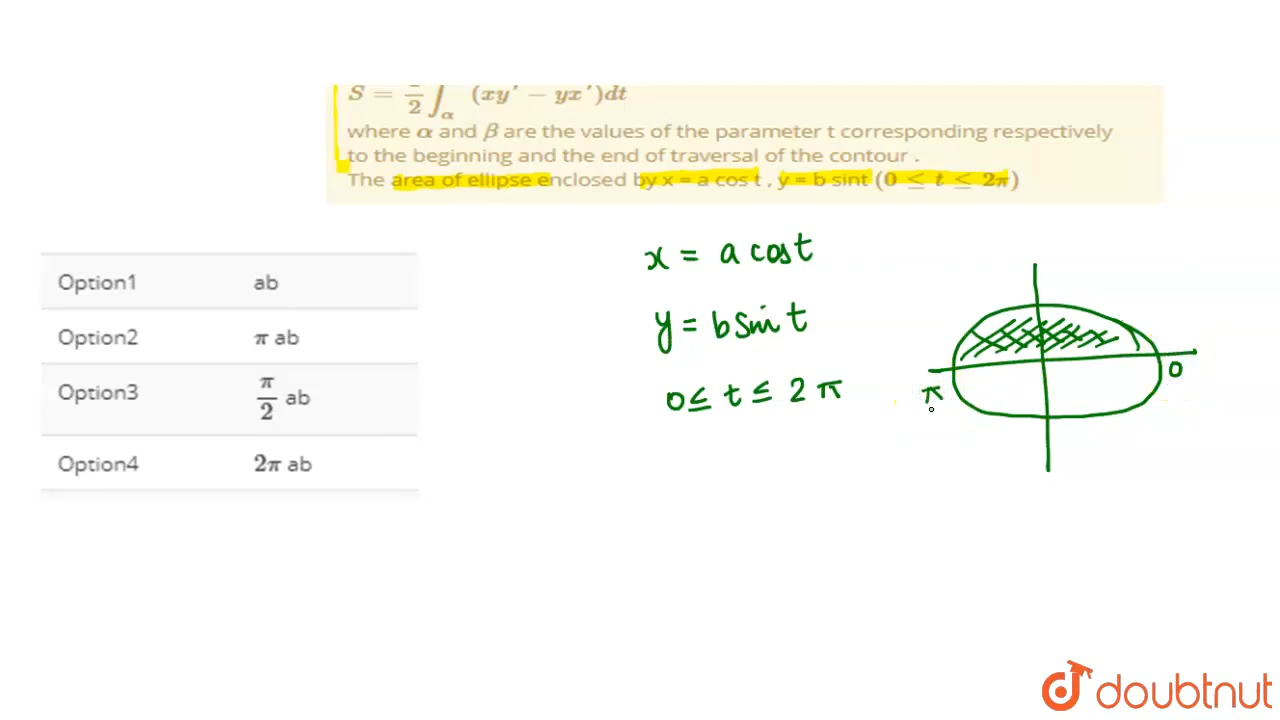 S = 1/2 ∫α (xy′ − yx′)dt
where α and β are the values of the parameter t corresponding respectively
to the beginning and the end of traversal of the contour .
The area of ellipse enclosed by x = a cos t , y = b sint (0 ≤ t ≤ 2π)
x = a cost
y = b sin t
0 ≤ t ≤ 2 π
0
π
Option1 ab
Option2 π ab
Option3 π/2 ab
Option4 2π ab
doubtnut